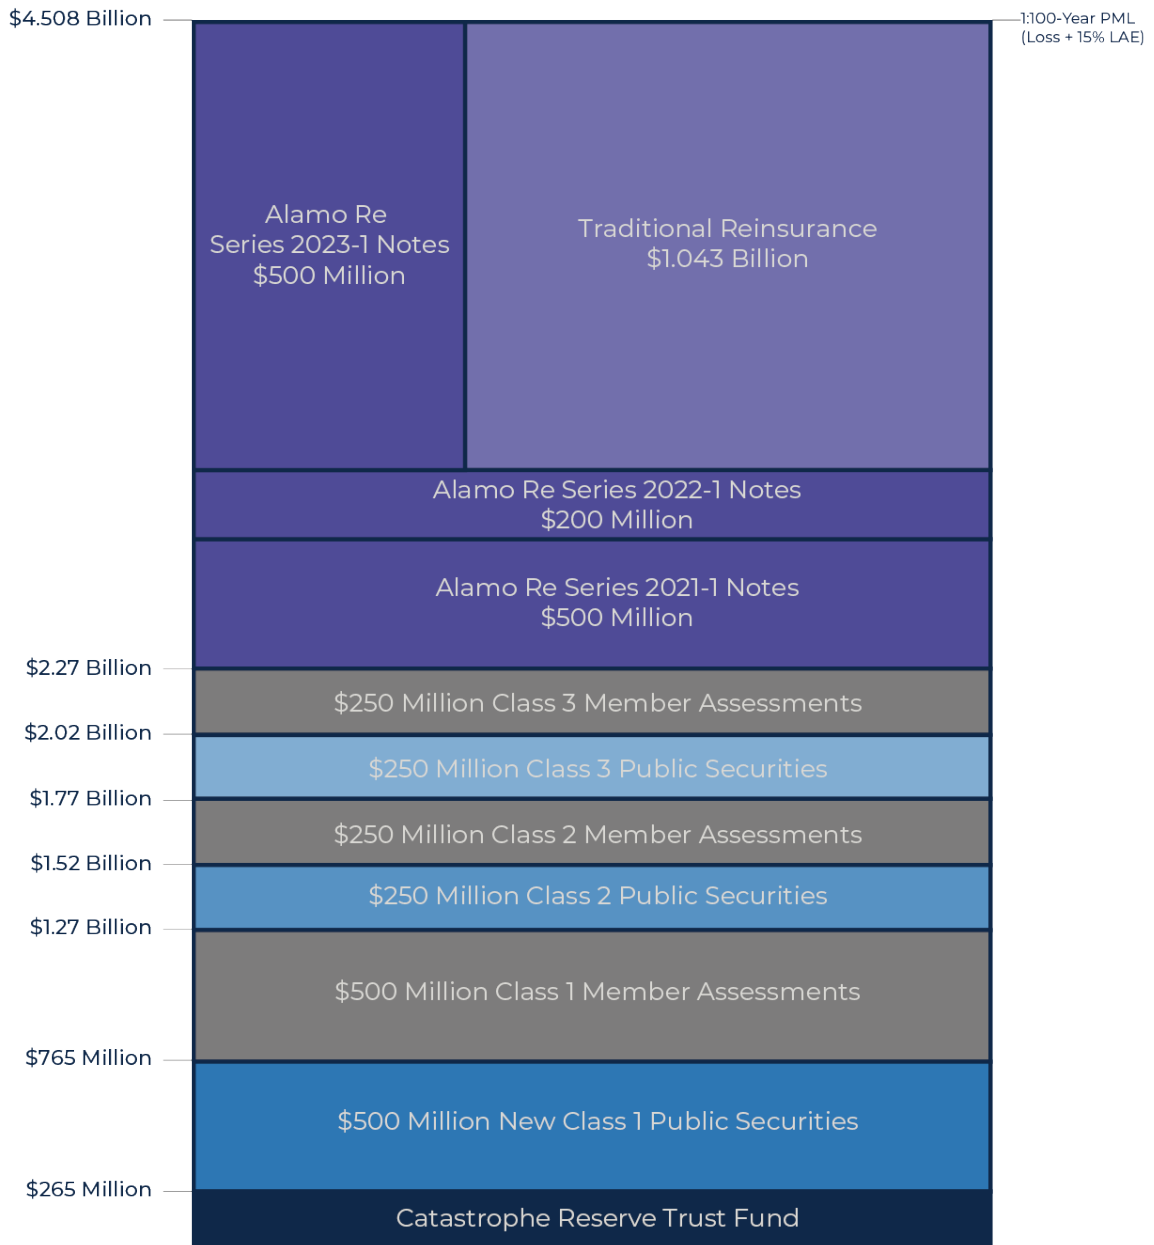 $4.508 Billion
1:100-Year PML
(Loss + 15% LAE)
Alamo Re
Series 2023-1 Notes
$500 Million
Traditional Reinsurance
$1.043 Billion
Alamo Re Series 2022-1 Notes
$200 Million
Alamo Re Series 2021-1 Notes
$500 Million
$2.27 Billion
$250 Million Class 3 Member Assessments
$2.02 Billion
$250 Million Class 3 Public Securities
$1.77 Billion
$250 Million Class 2 Member Assessments
$1.52 Billion
$250 Million Class 2 Public Securities
$1.27 Billion
$500 Million Class 1 Member Assessments
$765 Million
$500 Million New Class 1 Public Securities
$265 Million
Catastrophe Reserve Trust Fund